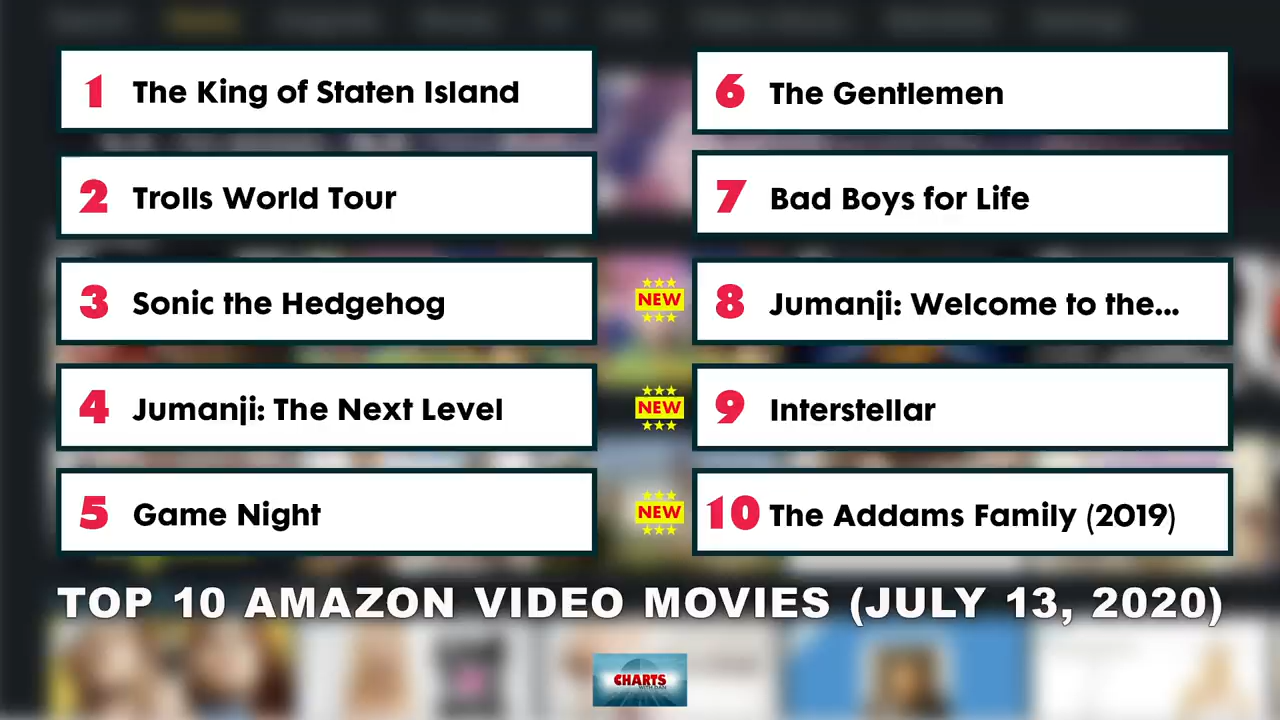 1 The King of Staten Island
2 Trolls World Tour
3 Sonic the Hedgehog
4 Jumanji: The Next Level
5 Game Night
6 The Gentlemen
7 Bad Boys for Life
NEW 8 Jumanji: Welcome to the...
NEW 9 Interstellar
NEW 10 The Addams Family (2019)
TOP 10 AMAZON VIDEO MOVIES (JULY 13, 2020)
CHARTS
WITH DAN